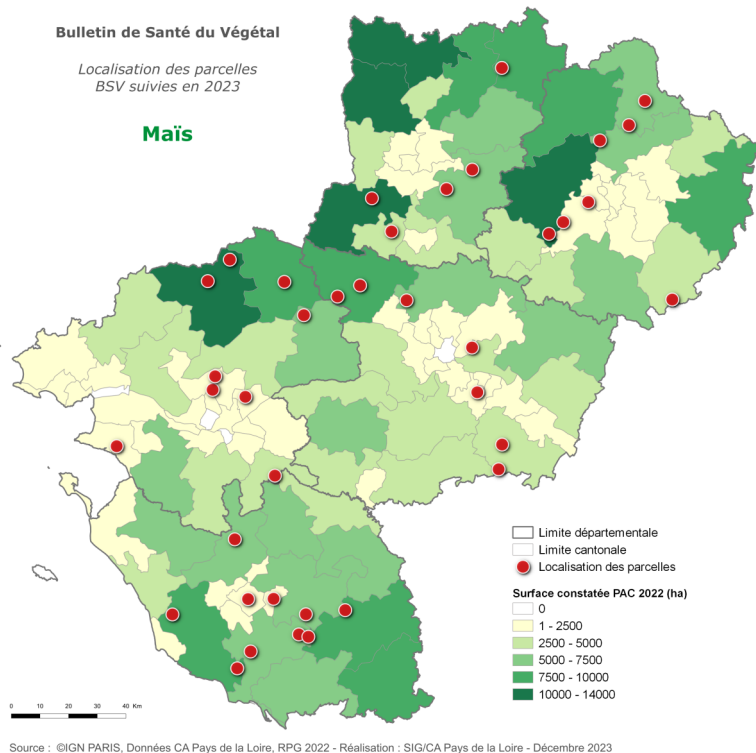 Bulletin de Santé du Végétal
Localisation des parcelles
BSV suivies en 2023
Maïs
Limite départementale
Limite cantonale
Localisation des parcelles
Surface constatée PAC 2022 (ha)
0
1 - 2500
2500 - 5000
5000 - 7500
7500 - 10000
10000 - 14000
0 10 20 30 40 Km
Source : ©IGN PARIS, Données CA Pays de la Loire, RPG 2022 - Réalisation : SIG/CA Pays de la Loire - Décembre 2023